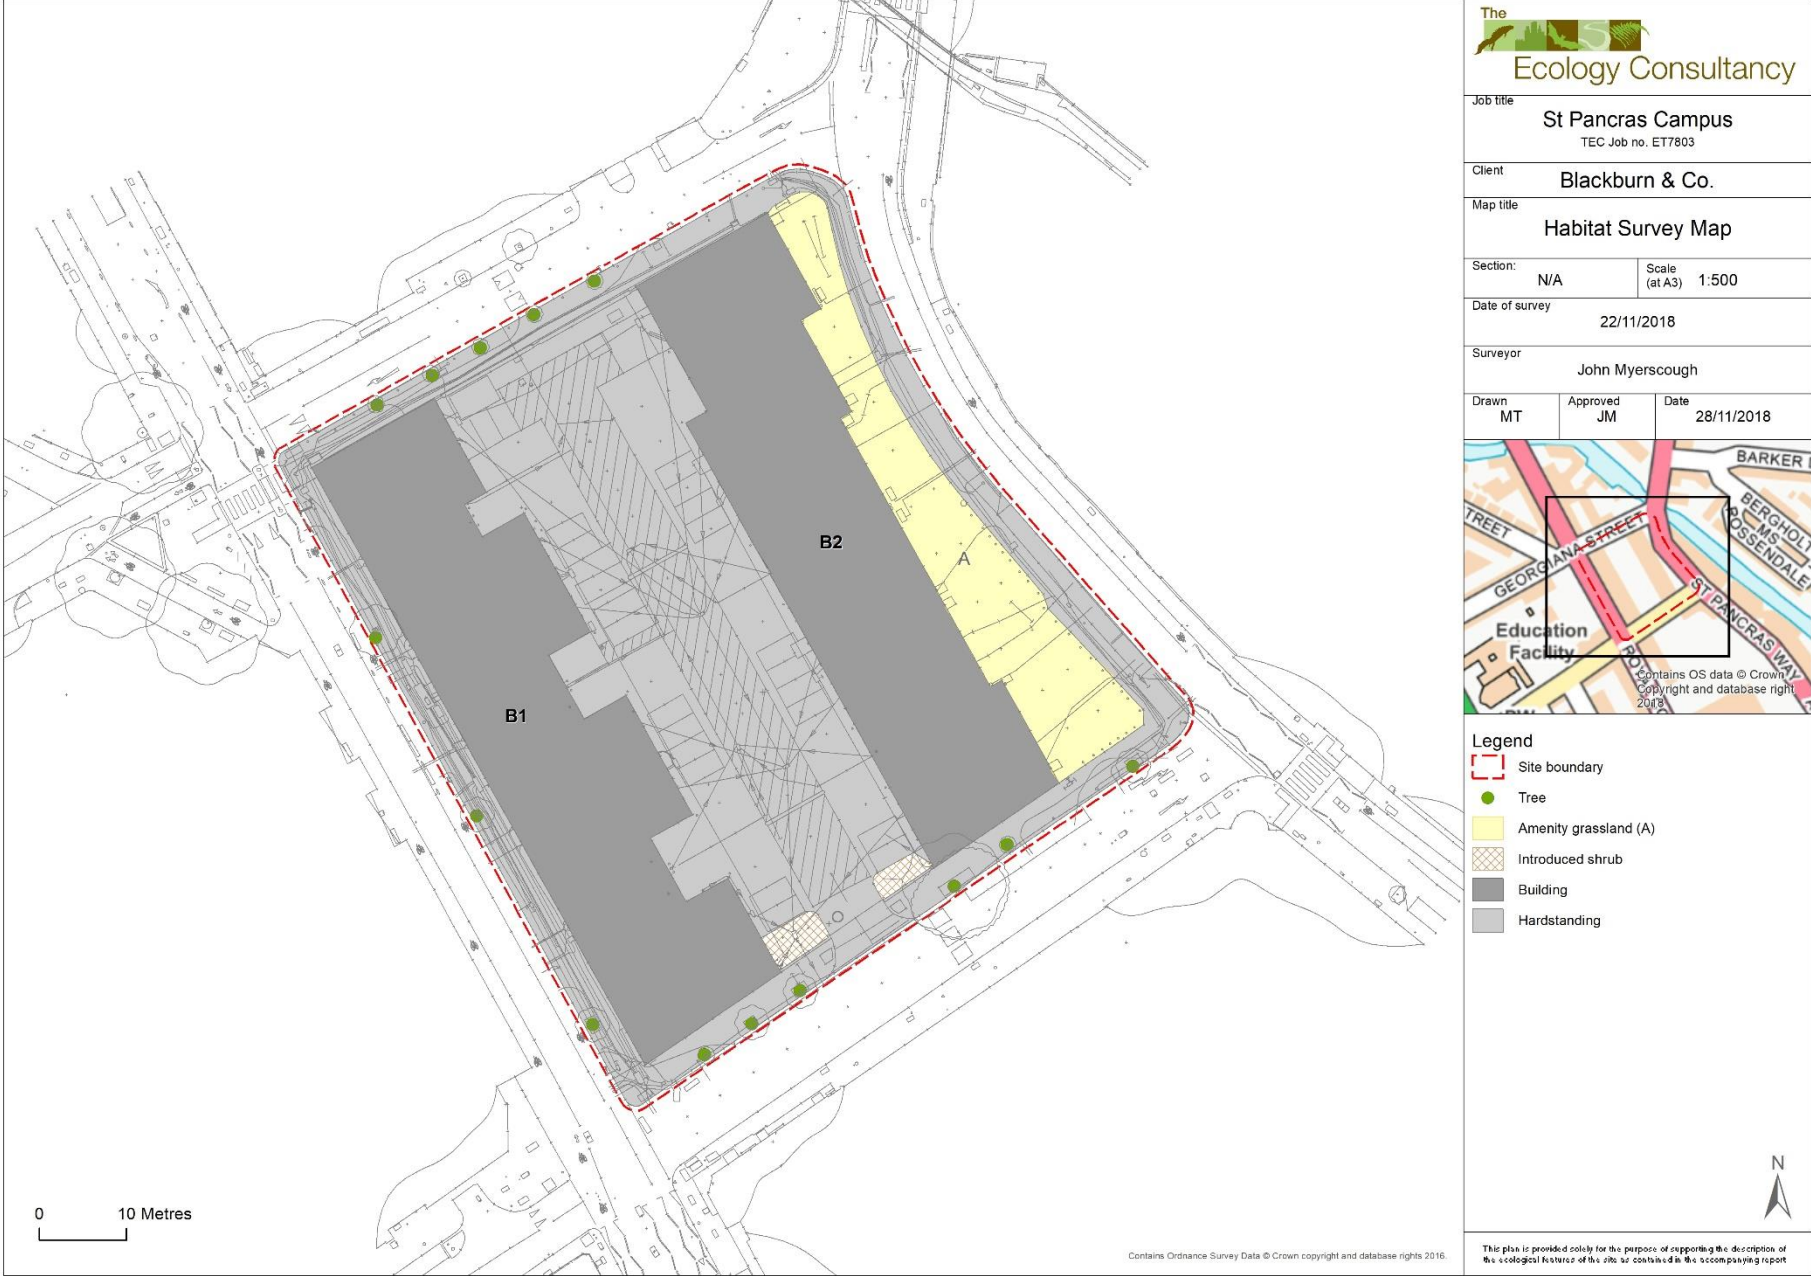 The
Ecology Consultancy
Job title
St Pancras Campus
TEC Job no. ET7803
Client
Blackburn & Co.
Map title
Habitat Survey Map
Section:
N/A
Scale
(at A3) 1:500
Date of survey
22/11/2018
Surveyor
John Myerscough
Drawn
MT
Approved
JM
Date
28/11/2018
BARKER
TREET
BERGHOLT
MS
ROSSENDALE
GEORGIANA STREET
ST PANCRAS WAY
Education
Facility
Contains OS data © Crown
Copyright and database right
2018
Legend
Site boundary
Tree
Amenity grassland (A)
Introduced shrub
Building
Hardstanding
B1
B2
A
N
0 10 Metres
Contains Ordnance Survey Data © Crown copyright and database rights 2016.
This plan is provided solely for the purpose of supporting the description of
the ecological features of the site as contained in the accompanying report